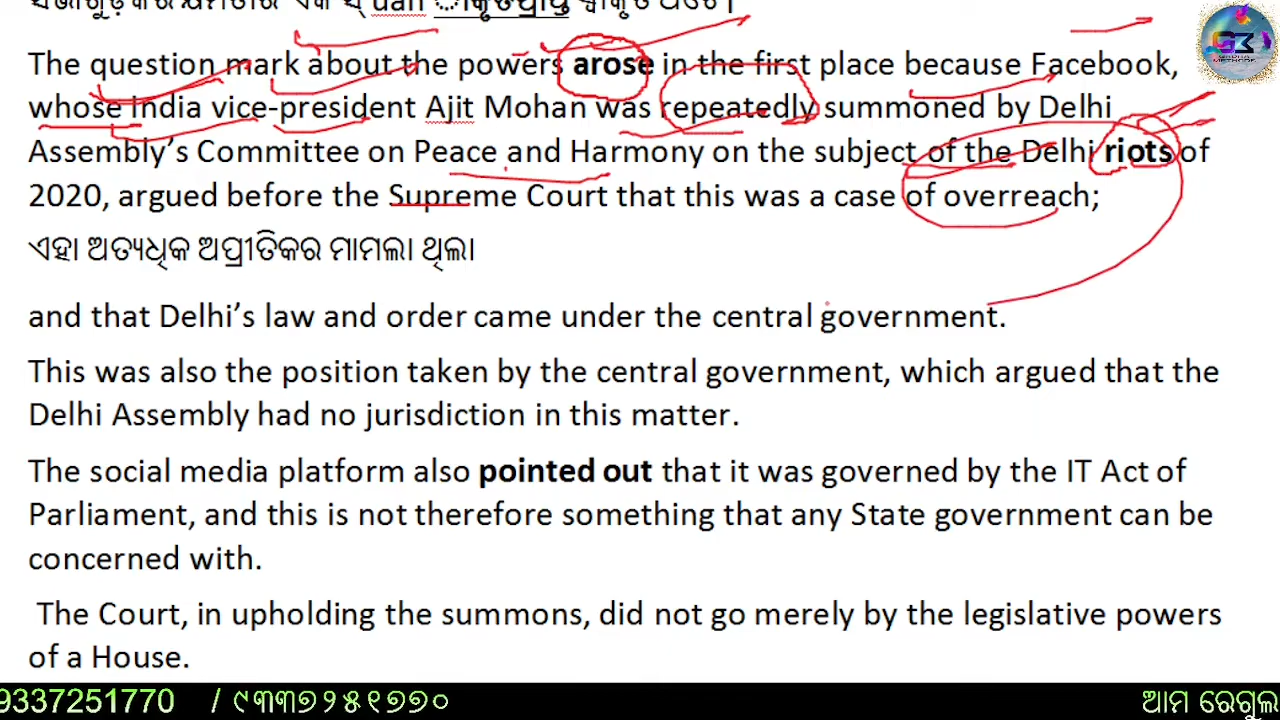 The question mark about the powers arose in the first place because Facebook,
whose India vice-president Ajit Mohan was repeatedly summoned by Delhi
Assembly’s Committee on Peace and Harmony on the subject of the Delhi riots of
2020, argued before the Supreme Court that this was a case of overreach;
ଏହା ଅତ୍ୟଧିକ ଅପ୍ରୀତିକର ମାମଲା ଥିଲା
and that Delhi’s law and order came under the central government.
This was also the position taken by the central government, which argued that the
Delhi Assembly had no jurisdiction in this matter.
The social media platform also pointed out that it was governed by the IT Act of
Parliament, and this is not therefore something that any State government can be
concerned with.
The Court, in upholding the summons, did not go merely by the legislative powers
of a House.
9337251770 / ୯୩୩୭୨୫୧୭୭୦ ଆମ ରେଗୁଲ